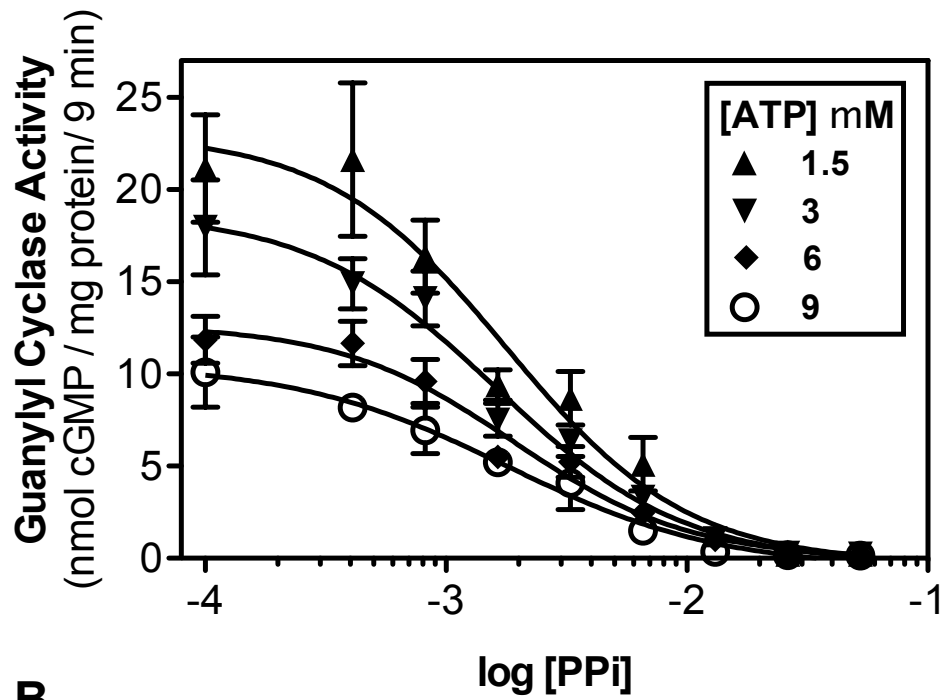 Guanylyl Cyclase Activity
(nmol cGMP / mg protein/ 9 min)
25
20
15
10
5
0
[ATP] mM
1.5
3
6
9
-4
-3
-2
-1
log [PPi]
B